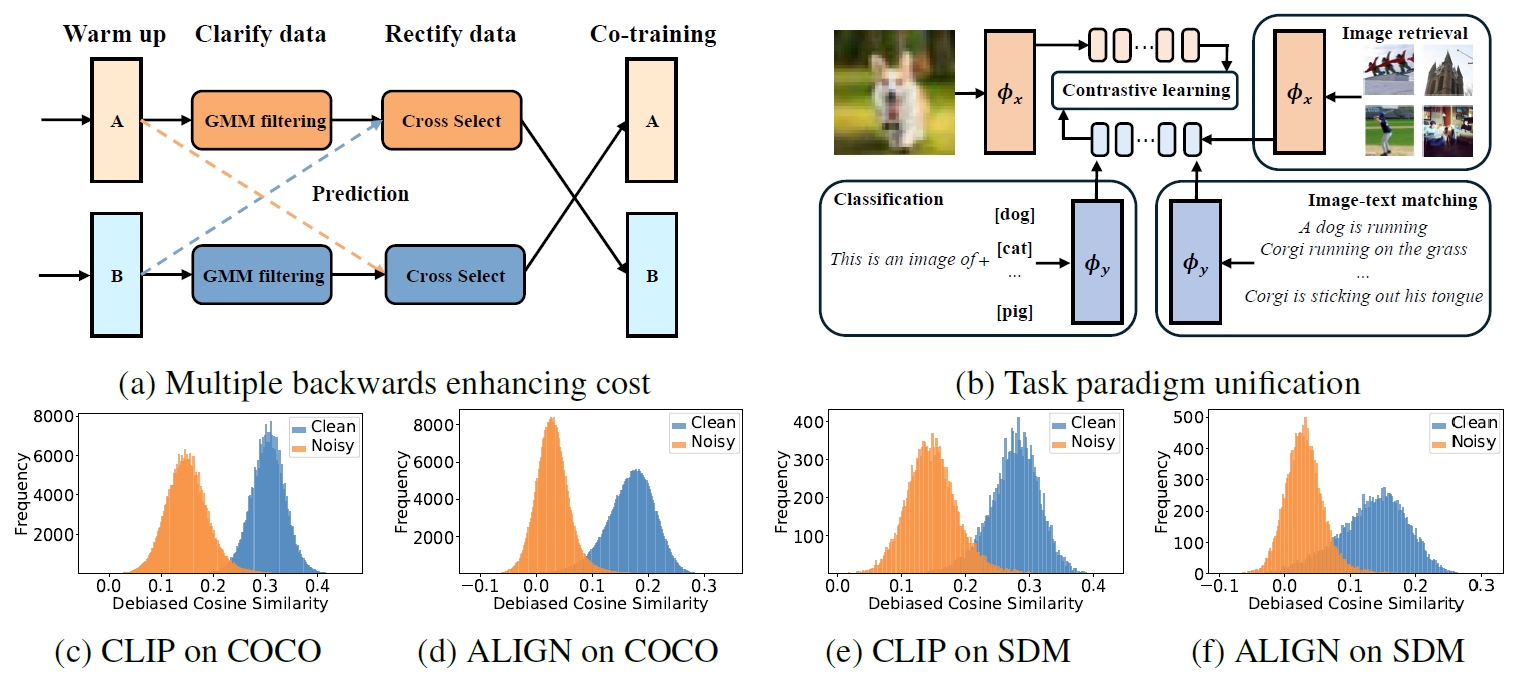 Warm up Clarify data Rectify data Co-training
A GMM filtering Cross Select A
Prediction
B GMM filtering Cross Select B
(a) Multiple backwards enhancing cost
Image retrieval
ϕx Contrastive learning ϕx
...
...
Classification
[dog]
This is an image of + [cat]
...
[pig]
ϕy
Image-text matching
A dog is running
ϕy Corgi running on the grass
...
Corgi is sticking out his tongue
(b) Task paradigm unification
Frequency
8000
6000
4000
2000
Clean
Noisy
0.0 0.1 0.2 0.3 0.4
Debiased Cosine Similarity
(c) CLIP on COCO
Frequency
8000
6000
4000
2000
Clean
Noisy
−0.1 0.0 0.1 0.2 0.3
Debiased Cosine Similarity
(d) ALIGN on COCO
Frequency
400
300
200
100
Clean
Noisy
0.0 0.1 0.2 0.3 0.4
Debiased Cosine Similarity
(e) CLIP on SDM
Frequency
500
400
300
200
100
0
Clean
Noisy
−0.1 0.0 0.1 0.2 0.3
Debiased Cosine Similarity
(f) ALIGN on SDM